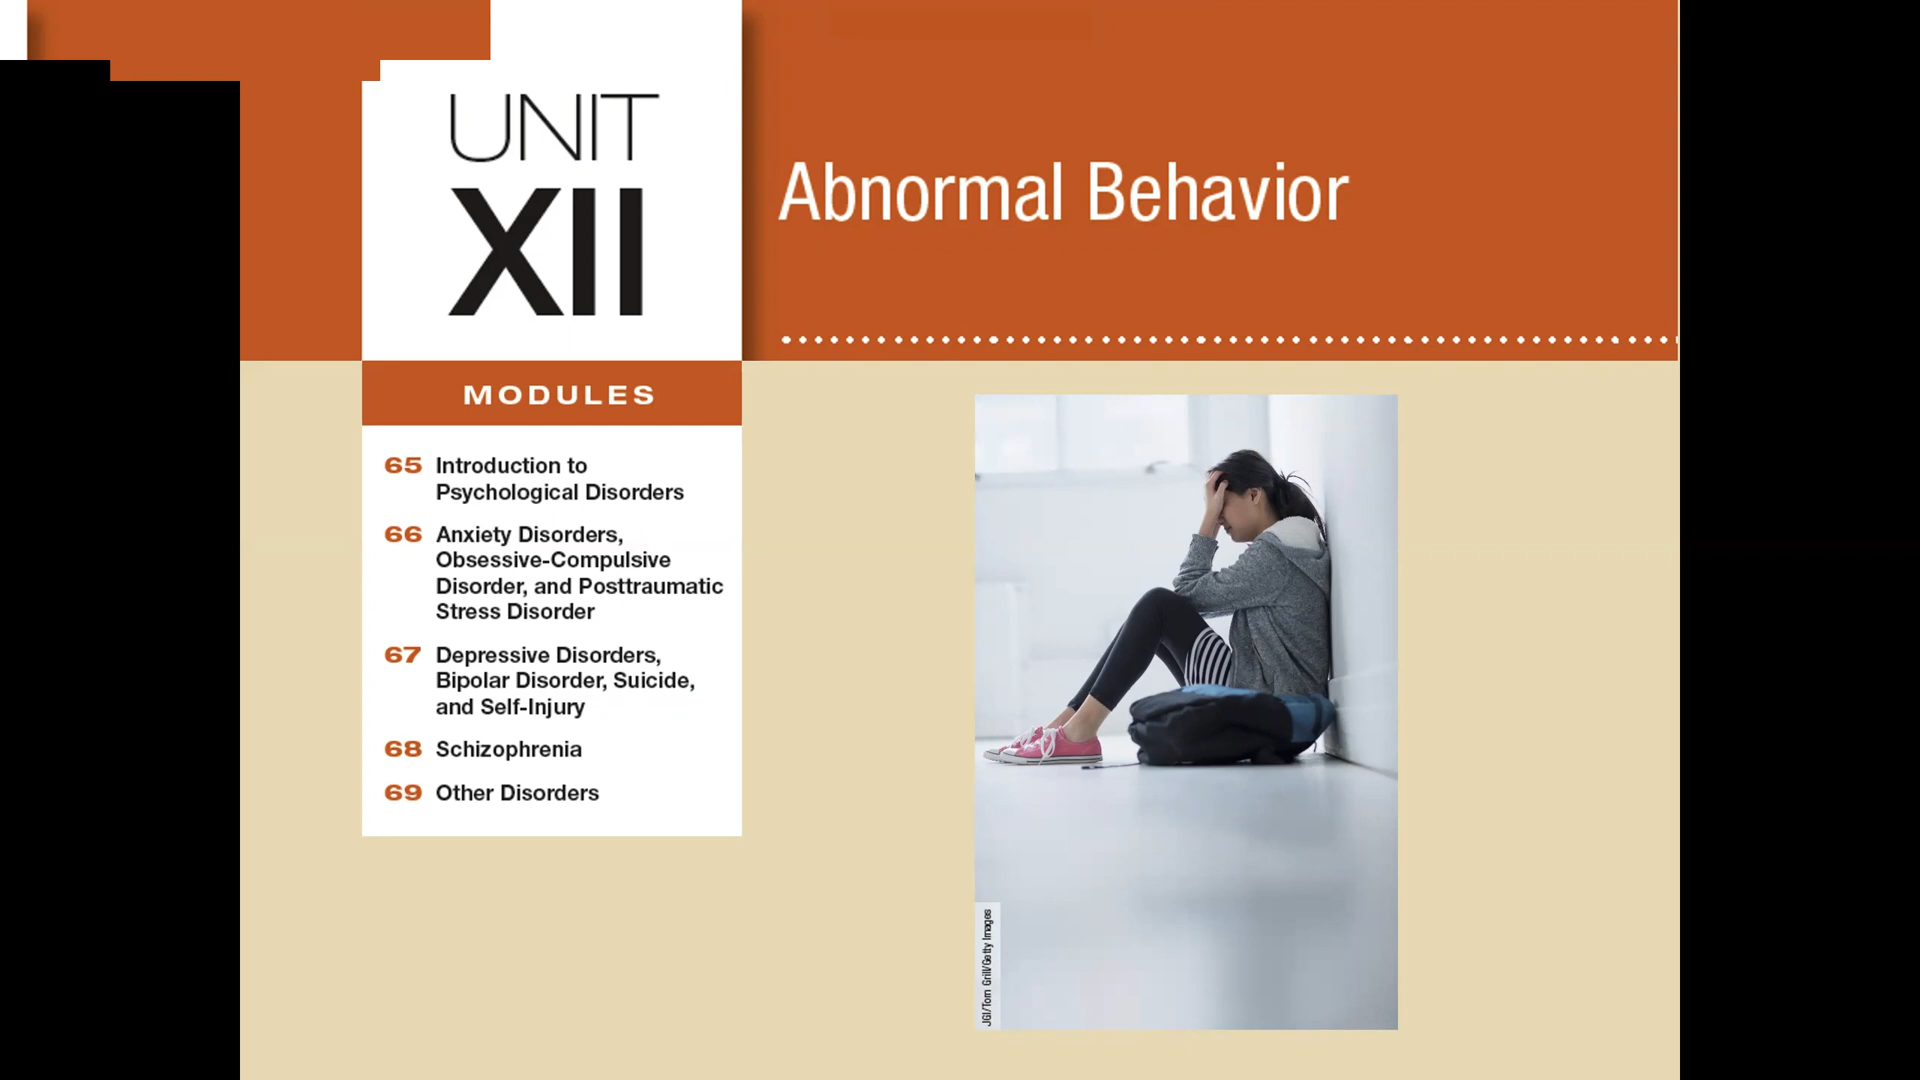 UNIT
XII
Abnormal Behavior
MODULES
65 Introduction to
Psychological Disorders
66 Anxiety Disorders,
Obsessive-Compulsive
Disorder, and Posttraumatic
Stress Disorder
67 Depressive Disorders,
Bipolar Disorder, Suicide,
and Self-Injury
68 Schizophrenia
69 Other Disorders
JGI/Tom Grill/Getty Images